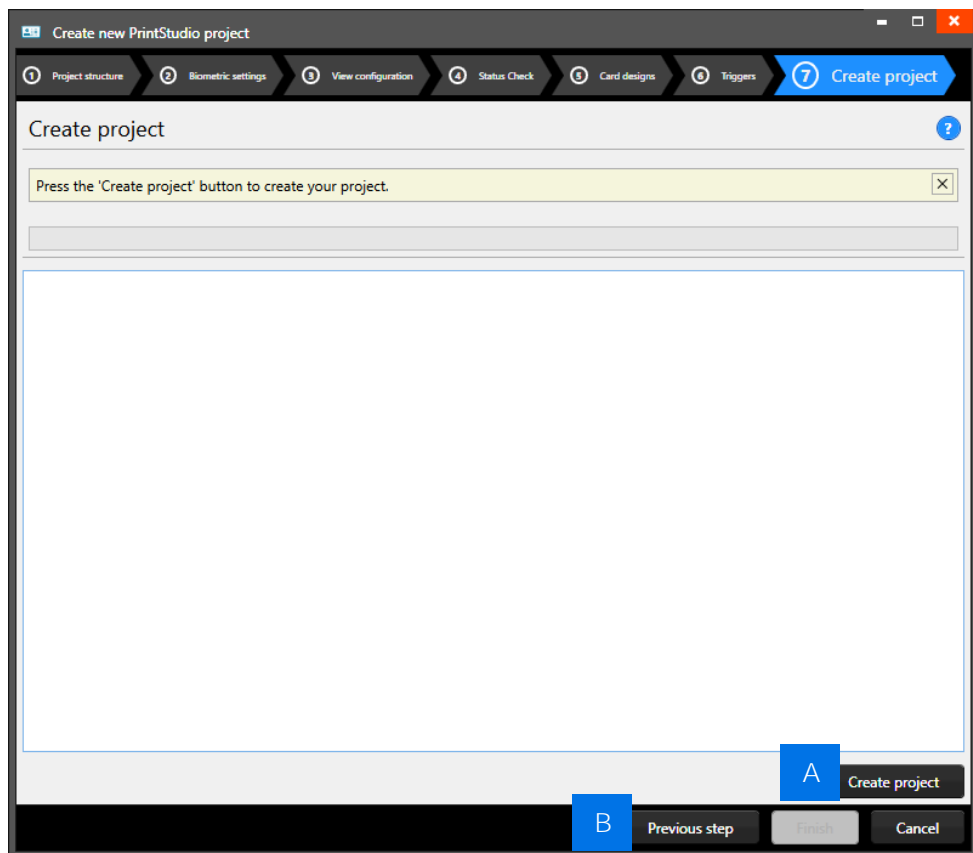 Create new PrintStudio project
1 Project structure 2 Biometric settings 3 View configuration 4 Status Check 5 Card designs 6 Triggers 7 Create project
Create project
?
Press the 'Create project' button to create your project.
A Create project
B Previous step Finish Cancel